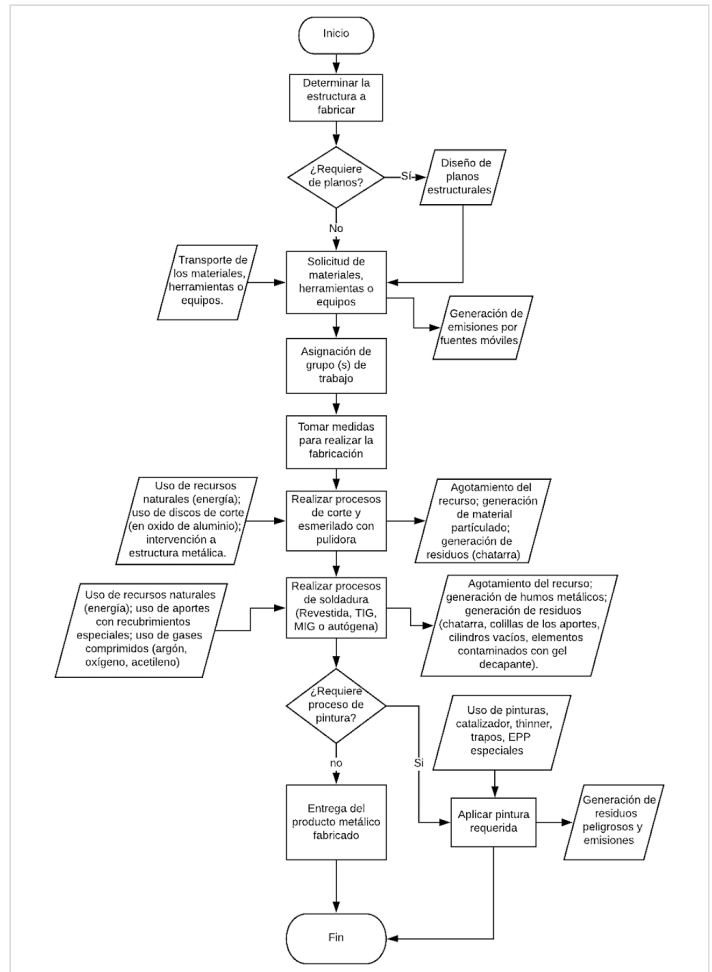 Inicio
Determinar la
estructura a
fabricar
¿Requiere
de planos?
Sí
Diseño de
planos
estructurales
No
Transporte de
los materiales,
herramientas o
equipos.
Solicitud de
materiales,
herramientas o
equipos
Generación de
emisiones por
fuentes móviles
Asignación de
grupo (s) de
trabajo
Tomar medidas
para realizar la
fabricación
Uso de recursos
naturales (energía);
uso de discos de corte
(en oxido de aluminio);
intervención a
estructura metálica.
Realizar procesos
de corte y
esmerilado con
pulidora
Agotamiento del
recurso; generación
de material
partículado;
generación de
residuos (chatarra)
Uso de recursos naturales
(energía); uso de aportes
con recubrimientos
especiales; uso de gases
comprimidos (argón,
oxígeno, acetileno)
Realizar procesos
de soldadura
(Revestida, TIG,
MIG o autógena)
Agotamiento del recurso;
generación de humos metálicos;
generación de residuos
(chatarra, colillas de los aportes,
cilindros vacíos, elementos
contaminados con gel
decapante).
¿Requiere
proceso de
pintura?
Uso de pinturas,
catalizador, thinner,
trapos, EPP
especiales
no
Si
Entrega del
producto metálico
fabricado
Aplicar pintura
requerida
Generación de
residuos
peligrosos y
emisiones
Fin